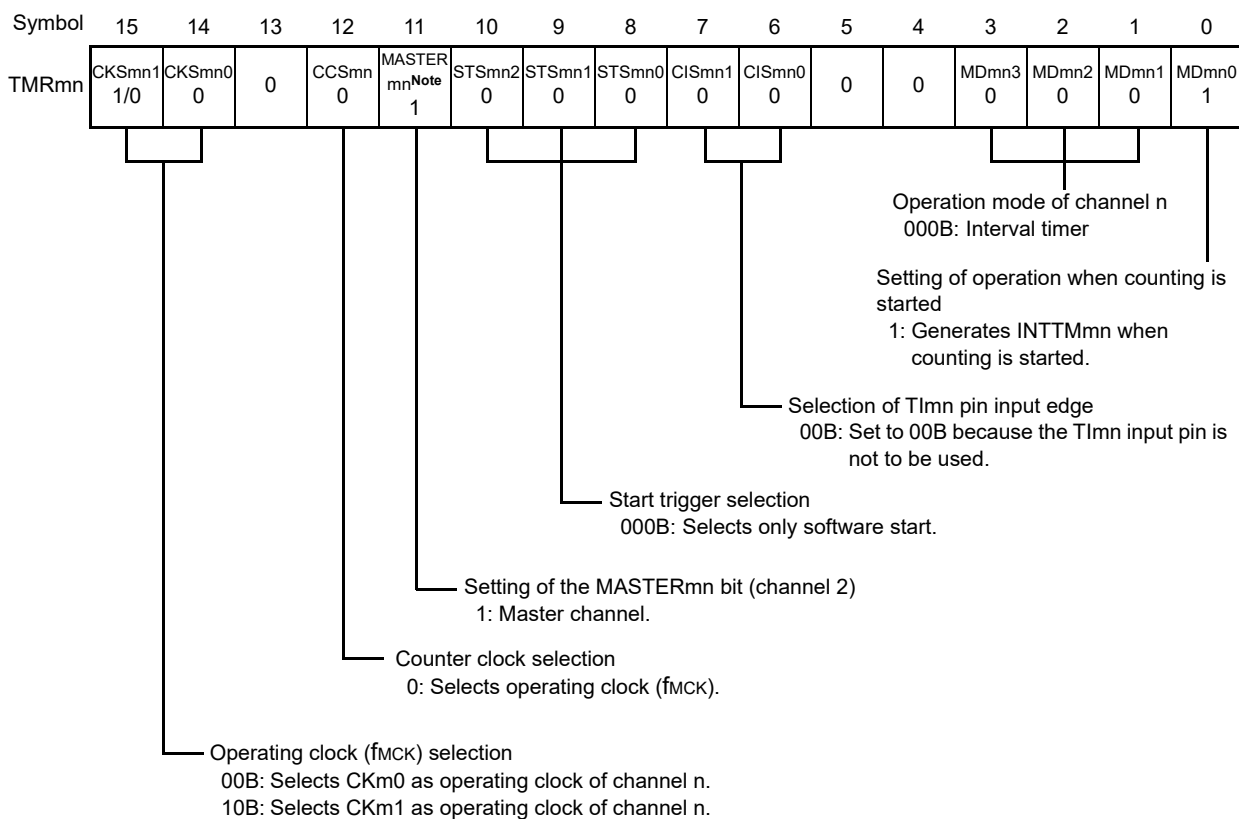 Symbol 15 14 13 12 11 10 9 8 7 6 5 4 3 2 1 0
TMRmn CKSmn1 1/0 CKSmn0 0 0 CCSmn 0 MASTER mnNote 1 STSmn2 0 STSmn1 0 STSmn0 0 CISmn1 0 CISmn0 0 0 0 MDmn3 0 MDmn2 0 MDmn1 0 MDmn0 1
Operation mode of channel n
000B: Interval timer
Setting of operation when counting is
started
1: Generates INTTMmn when
counting is started.
Selection of TImn pin input edge
00B: Set to 00B because the TImn input pin is
not to be used.
Start trigger selection
000B: Selects only software start.
Setting of the MASTERmn bit (channel 2)
1: Master channel.
Counter clock selection
0: Selects operating clock (fMCK).
Operating clock (fMCK) selection
00B: Selects CKm0 as operating clock of channel n.
10B: Selects CKm1 as operating clock of channel n.